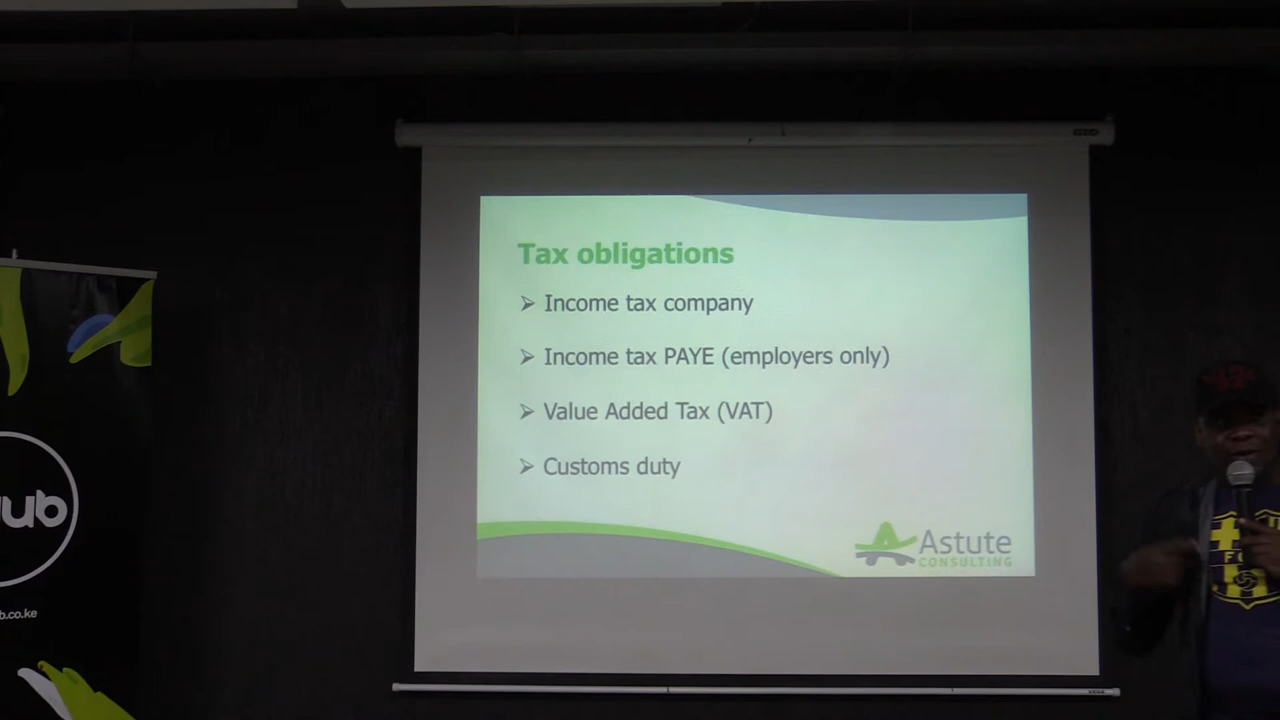 Tax obligations
➢ Income tax company
➢ Income tax PAYE (employers only)
➢ Value Added Tax (VAT)
➢ Customs duty
Astute
CONSULTING
ub
b.co.ke